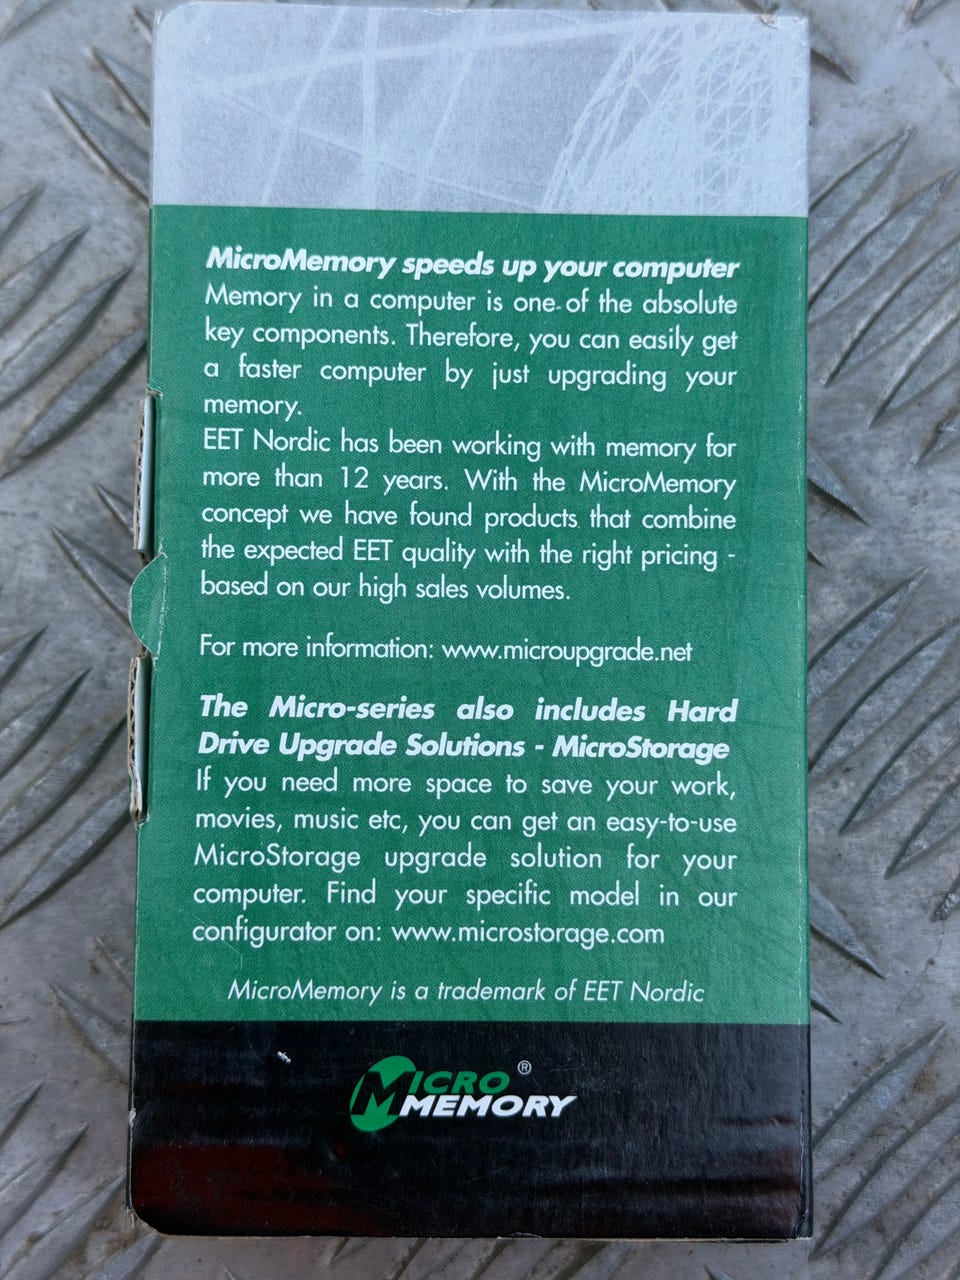 MicroMemory speeds up your computer
Memory in a computer is one of the absolute
key components. Therefore, you can easily get
a faster computer by just upgrading your
memory.
EET Nordic has been working with memory for
more than 12 years. With the MicroMemory
concept we have found products that combine
the expected EET quality with the right pricing -
based on our high sales volumes.
For more information: www.microupgrade.net
The Micro-series also includes Hard
Drive Upgrade Solutions - MicroStorage
If you need more space to save your work,
movies, music etc, you can get an easy-to-use
MicroStorage upgrade solution for your
computer. Find your specific model in our
configurator on: www.microstorage.com
MicroMemory is a trademark of EET Nordic
MICRO ®
MEMORY